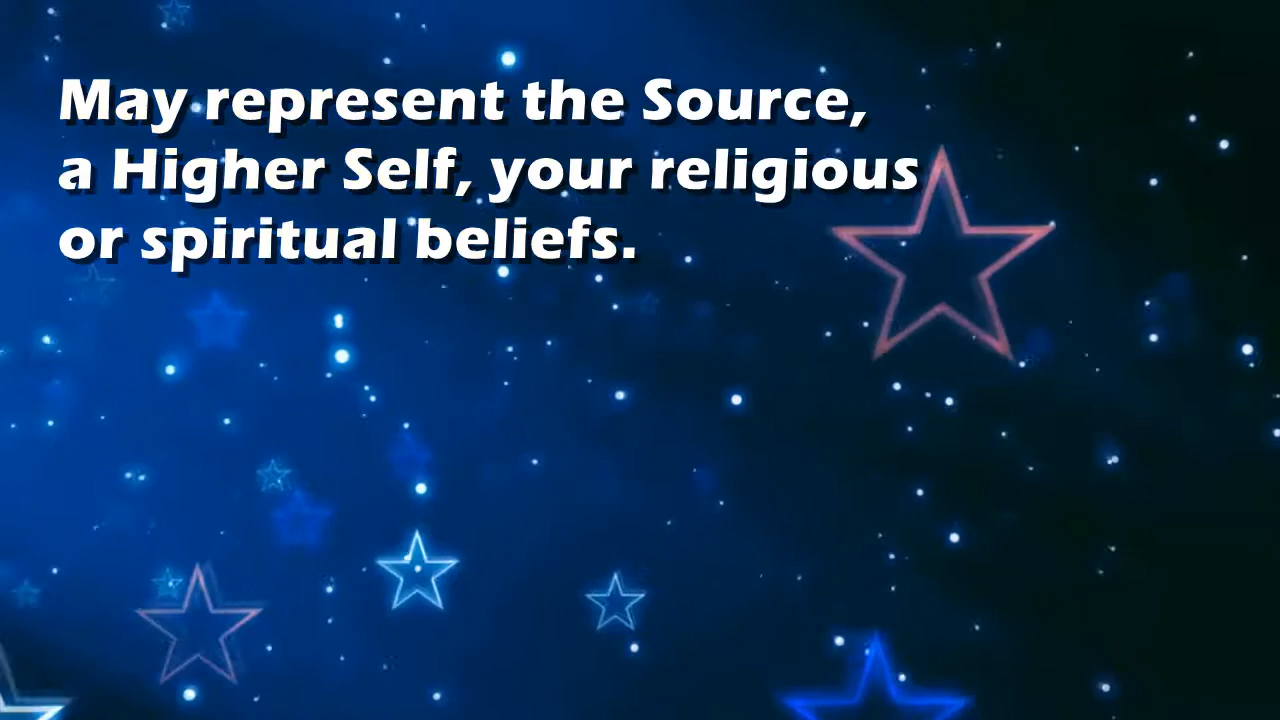 May represent the Source,
a Higher Self, your religious
or spiritual beliefs.